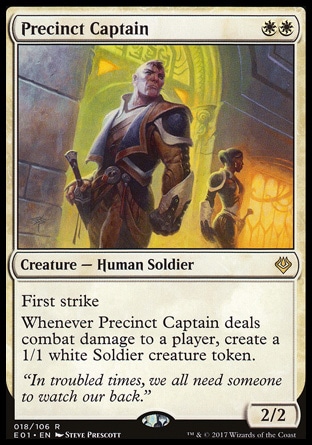 Precinct Captain
Creature — Human Soldier
First strike
Whenever Precinct Captain deals
combat damage to a player, create a
1/1 white Soldier creature token.
"In troubled times, we all need someone
to watch our back."
2/2
018/106 R
E01 • EN Steve Prescott
™ & © 2017 Wizards of the Coast